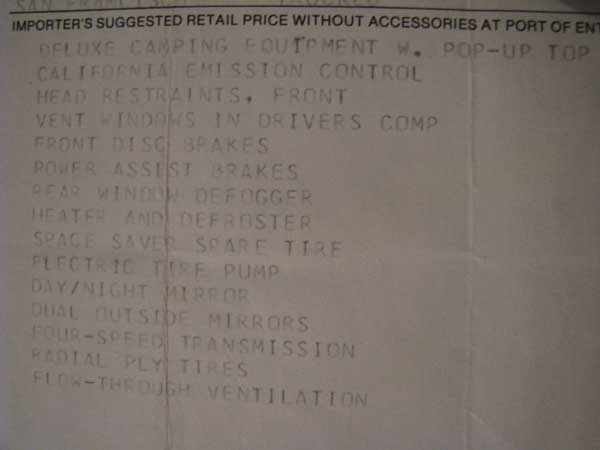 SAN FRANCISCO TRUCKED
IMPORTER'S SUGGESTED RETAIL PRICE WITHOUT ACCESSORIES AT PORT OF ENT
DELUXE CAMPING EQUIPMENT W. POP-UP TOP
CALIFORNIA EMISSION CONTROL
HEAD RESTRAINTS, FRONT
VENT WINDOWS IN DRIVERS COMP
FRONT DISC BRAKES
POWER ASSIST BRAKES
REAR WINDOW DEFOGGER
HEATER AND DEFROSTER
SPACE SAVER SPARE TIRE
ELECTRIC TIRE PUMP
DAY/NIGHT MIRROR
DUAL OUTSIDE MIRRORS
FOUR-SPEED TRANSMISSION
RADIAL PLY TIRES
FLOW-THROUGH VENTILATION